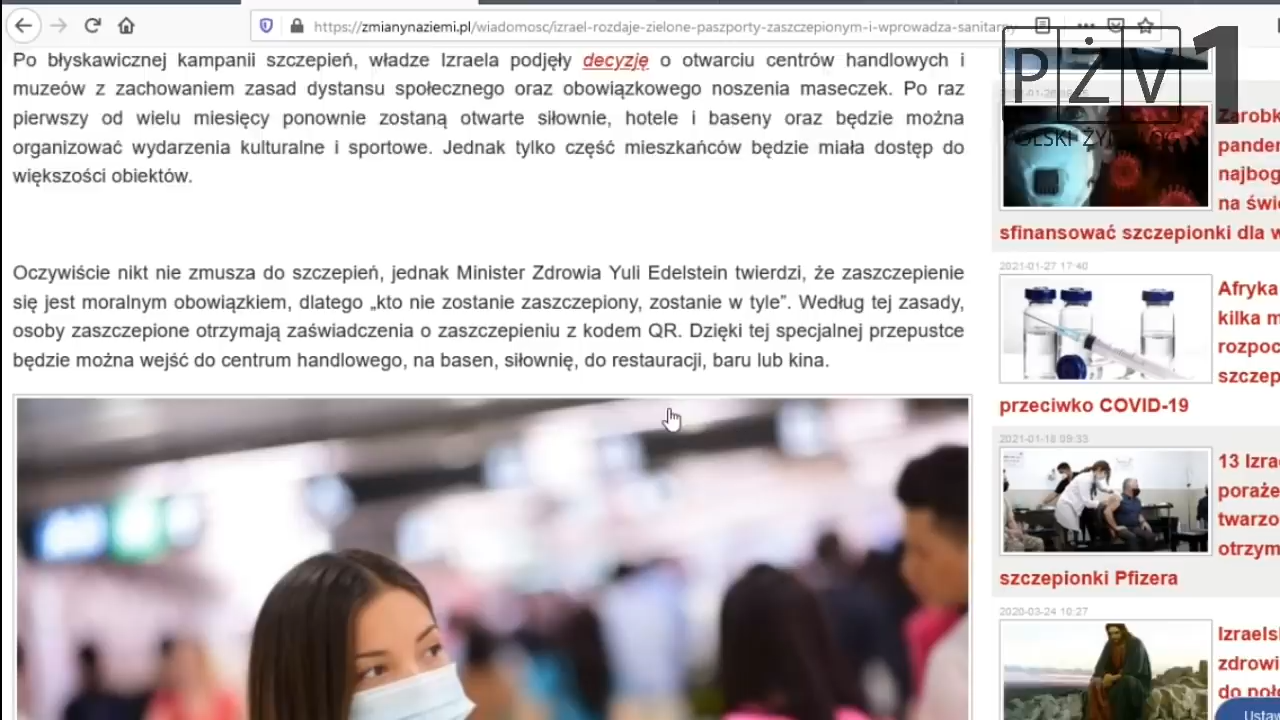 https://zmianynaziemi.pl/wiadomosc/izrael-rozdaje-zielone-paszporty-zaszczepionym-i-wprowadza-sanitarny
Po błyskawicznej kampanii szczepień, władze Izraela podjęły decyzję o otwarciu centrów handlowych i
muzeów z zachowaniem zasad dystansu społecznego oraz obowiązkowego noszenia maseczek. Po raz
pierwszy od wielu miesięcy ponownie zostaną otwarte siłownie, hotele i baseny oraz będzie można
organizować wydarzenia kulturalne i sportowe. Jednak tylko część mieszkańców będzie miała dostęp do
większości obiektów.
Oczywiście nikt nie zmusza do szczepień, jednak Minister Zdrowia Yuli Edelstein twierdzi, że zaszczepienie
się jest moralnym obowiązkiem, dlatego „kto nie zostanie zaszczepiony, zostanie w tyle”. Według tej zasady,
osoby zaszczepione otrzymają zaświadczenia o zaszczepieniu z kodem QR. Dzięki tej specjalnej przepustce
będzie można wejść do centrum handlowego, na basen, siłownię, do restauracji, baru lub kina.
PŻV1
POLSKI
Zarobk
pander
najbog
na świe
sfinansować szczepionki dla w
2021-01-27 17:40
Afryka
kilka m
rozpoc
szczep
przeciwko COVID-19
2021-01-18 09:33
13 Izra
poraże
twarzo
otrzym
szczepionki Pfizera
2020-03-24 10:27
Izraels
zdrowi
do poł
Ustaw